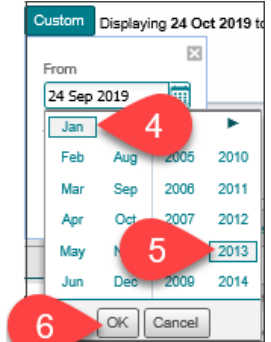 Custom Displaying 24 Oct 2019 to
From
24 Sep 2019
Jan 4 ►
Feb Aug 2005 2010
Mar Sep 2006 2011
Apr Oct 2007 2012
May 5 2013
Jun Dec 2009 2014
6 OK Cancel